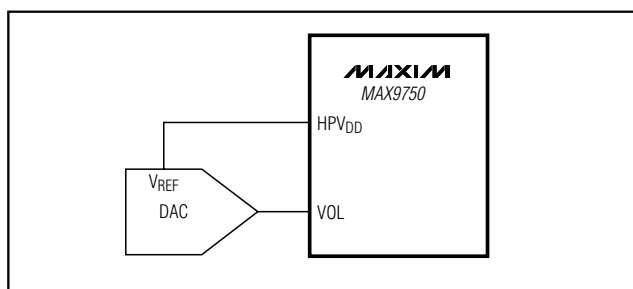 MAXIM
MAX9750
HPVDD
VREF
DAC
VOL